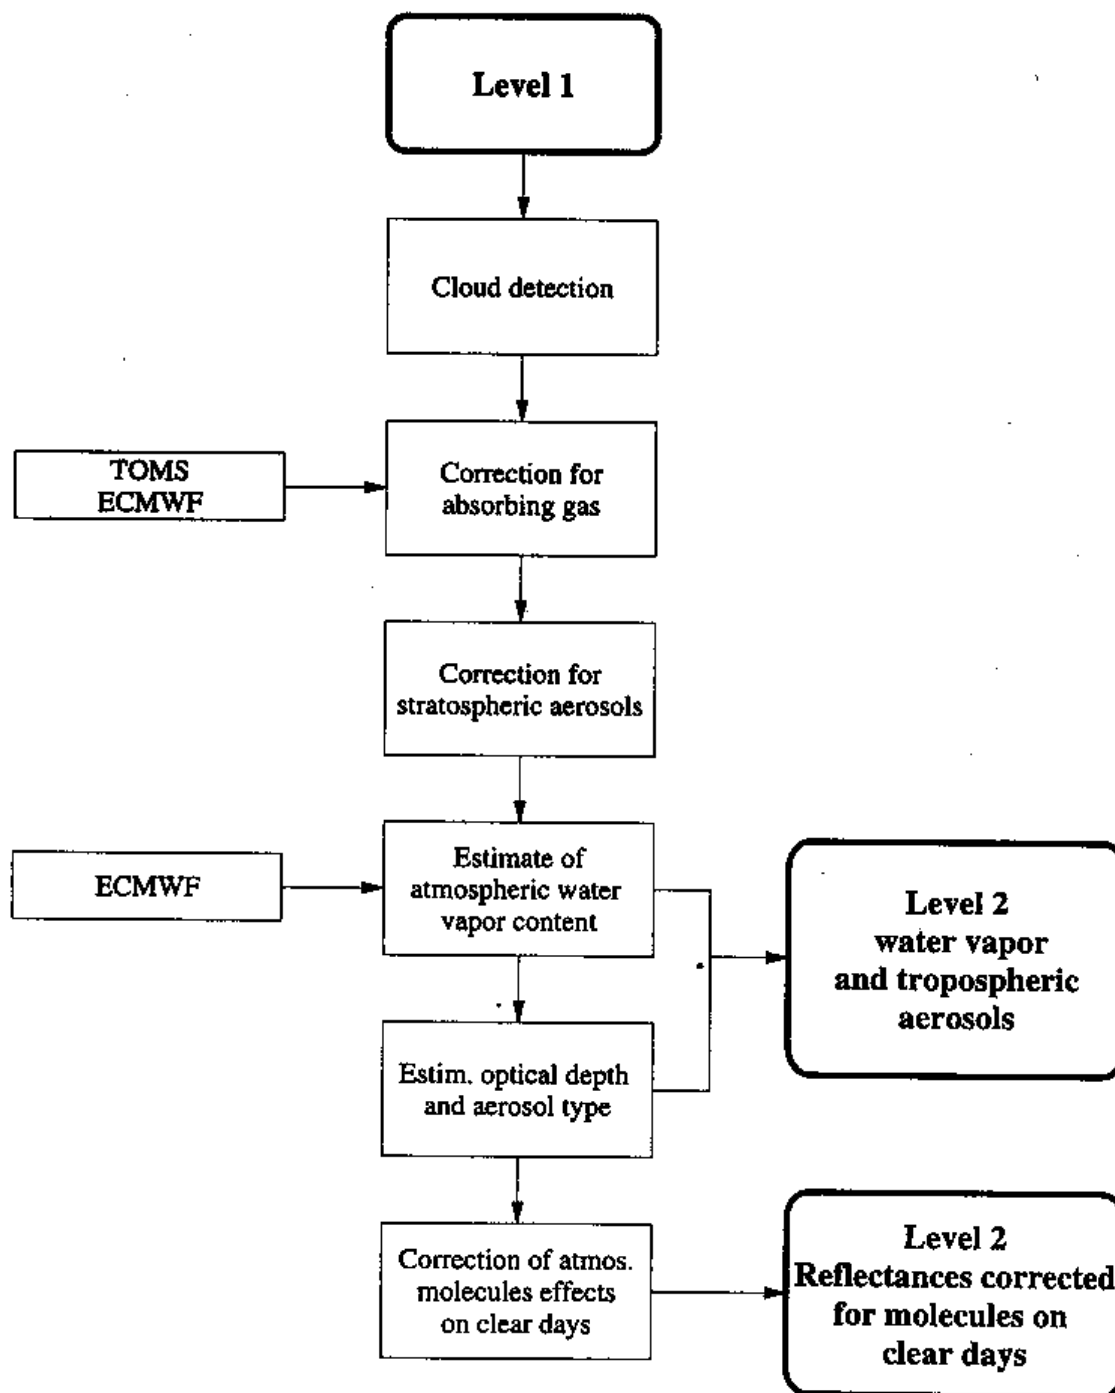 Level 1
Cloud detection
TOMS
ECMWF
Correction for
absorbing gas
Correction for
stratospheric aerosols
ECMWF
Estimate of
atmospheric water
vapor content
Level 2
water vapor
and tropospheric
aerosols
Estim. optical depth
and aerosol type
Correction of atmos.
molecules effects
on clear days
Level 2
Reflectances corrected
for molecules on
clear days